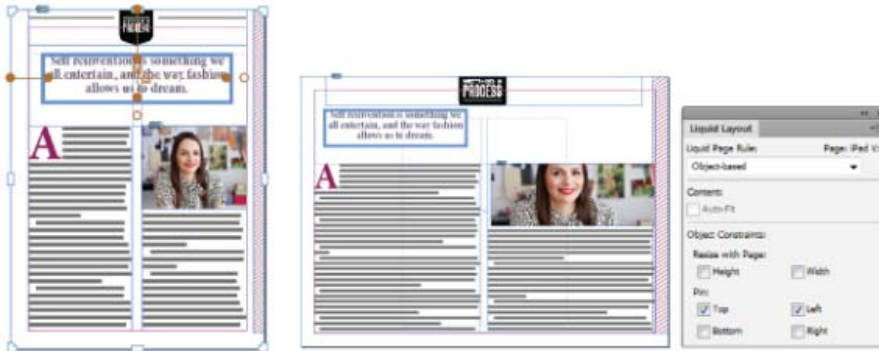 PROCESS
Self reinvention is something we
all entertain, and the way fashion
allows us to dream.
A
PROCESS
Self reinvention is something we
all entertain, and the way fashion
allows us to dream.
A
Liquid Layout
Liquid Page Rule:
Page: iPad V
Object-based
Content:
Auto-Fit
Object Constraints:
Resize with Page:
Height
Width
Pin:
Top
Left
Bottom
Right